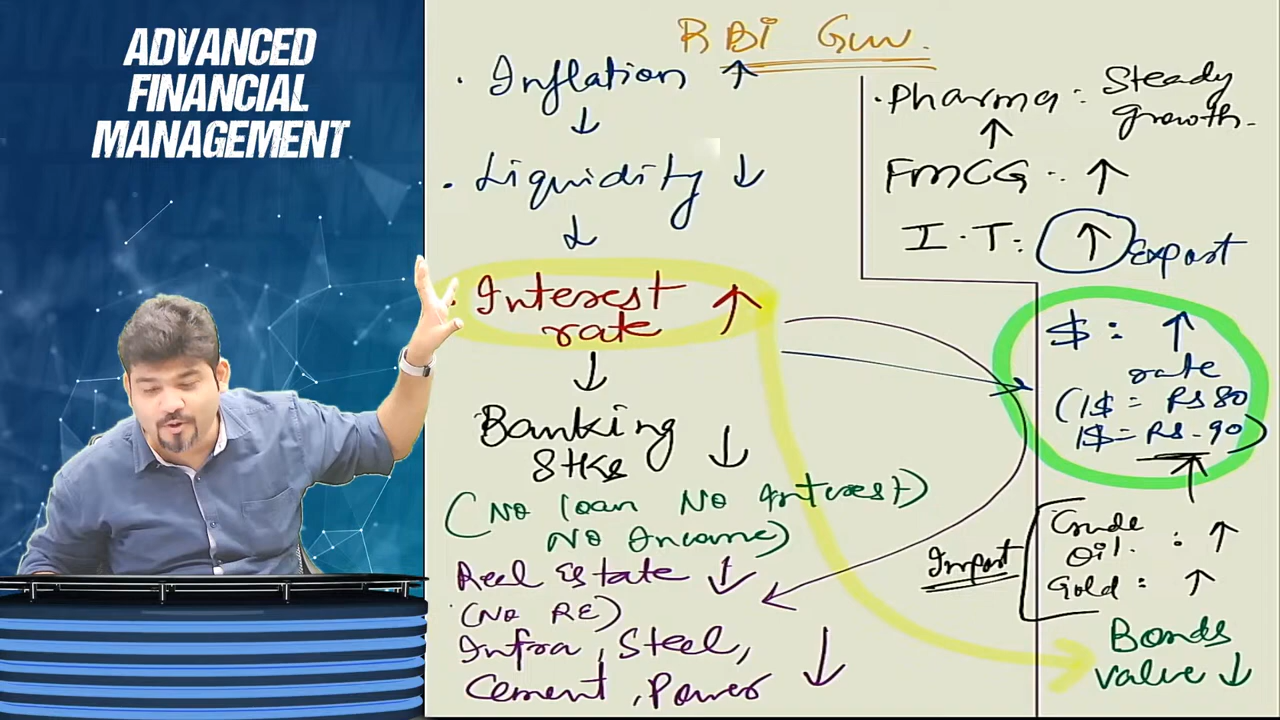 ADVANCED
FINANCIAL
MANAGEMENT
RBI Guv.
· Inflation ↑
↓
· Liquidity ↓
↓
· Interest ↑
rate
↓
Banking
Stks ↓
(No loan No Interest)
No Income)
Real Estate ↓
(No RE)
Infra, Steel,
Cement, Power ↓
· Pharma : Steady
growth.
↑
FMCG : ↑
I.T: ↑ Export
$ : ↑
rate
(1$ = Rs 80
1$ = Rs. 90)
↑
Import
Crude
Oil. : ↑
Gold : ↑
Bonds
value ↓